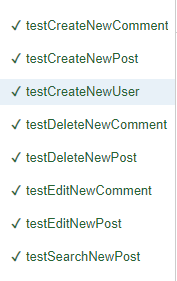 ✓ testCreateNewComment
✓ testCreateNewPost
✓ testCreateNewUser
✓ testDeleteNewComment
✓ testDeleteNewPost
✓ testEditNewComment
✓ testEditNewPost
✓ testSearchNewPost